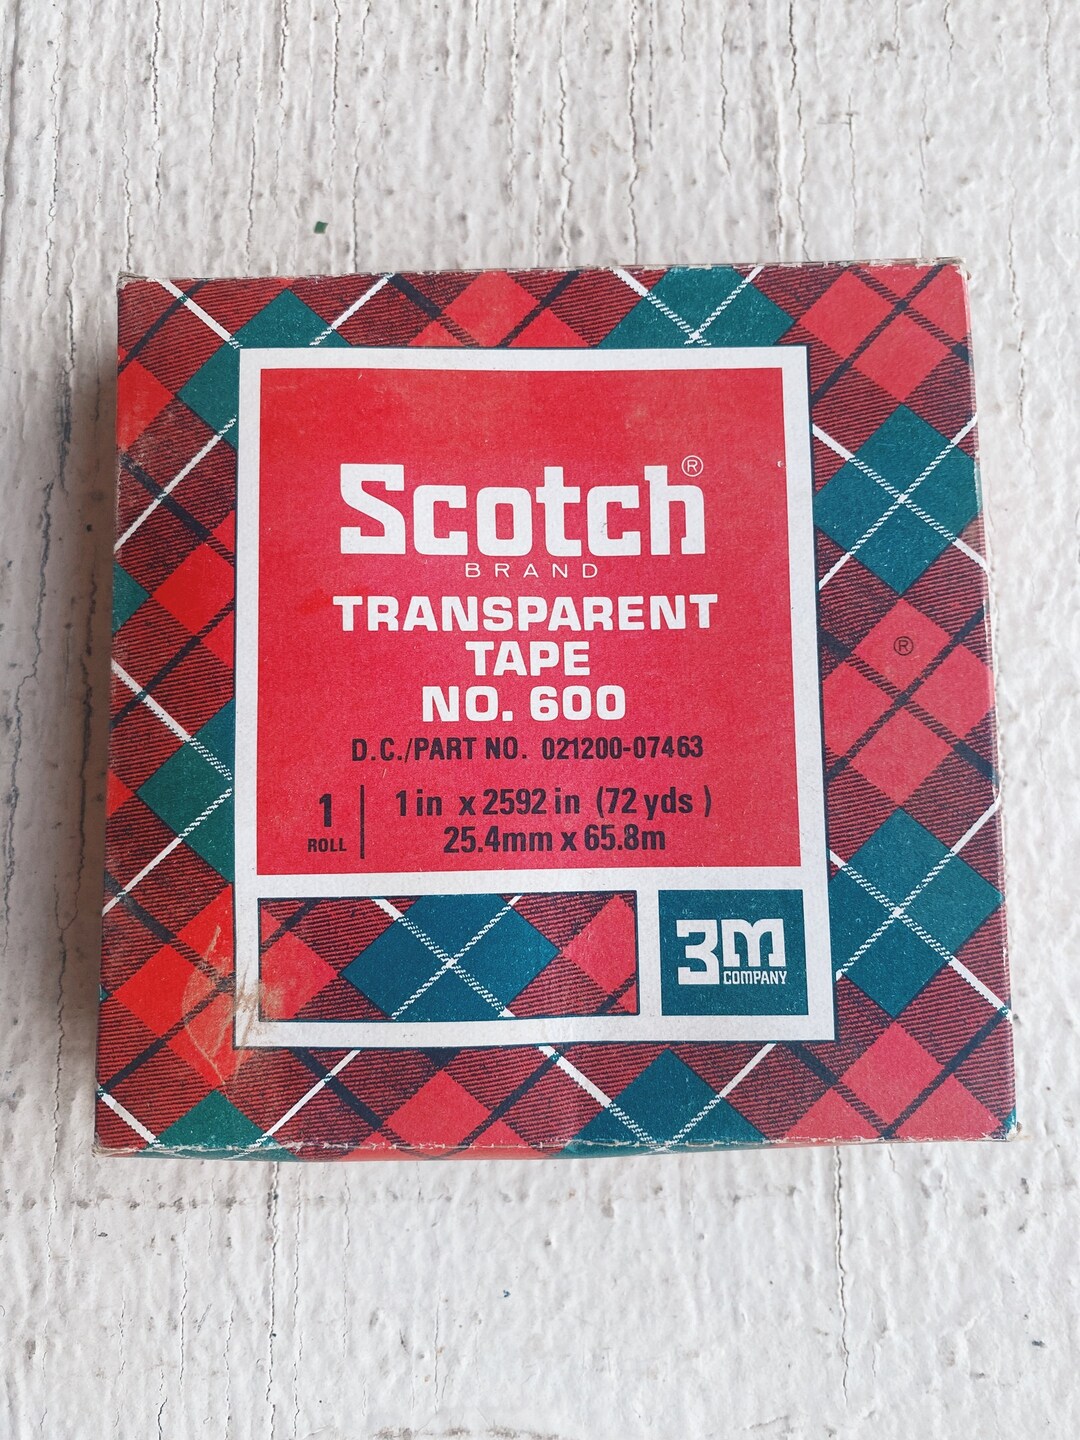 Scotch®
BRAND
TRANSPARENT
TAPE
NO. 600
D.C./PART NO. 021200-07463
1 ROLL
1 in x 2592 in (72 yds )
25.4mm x 65.8m
3M
COMPANY
®